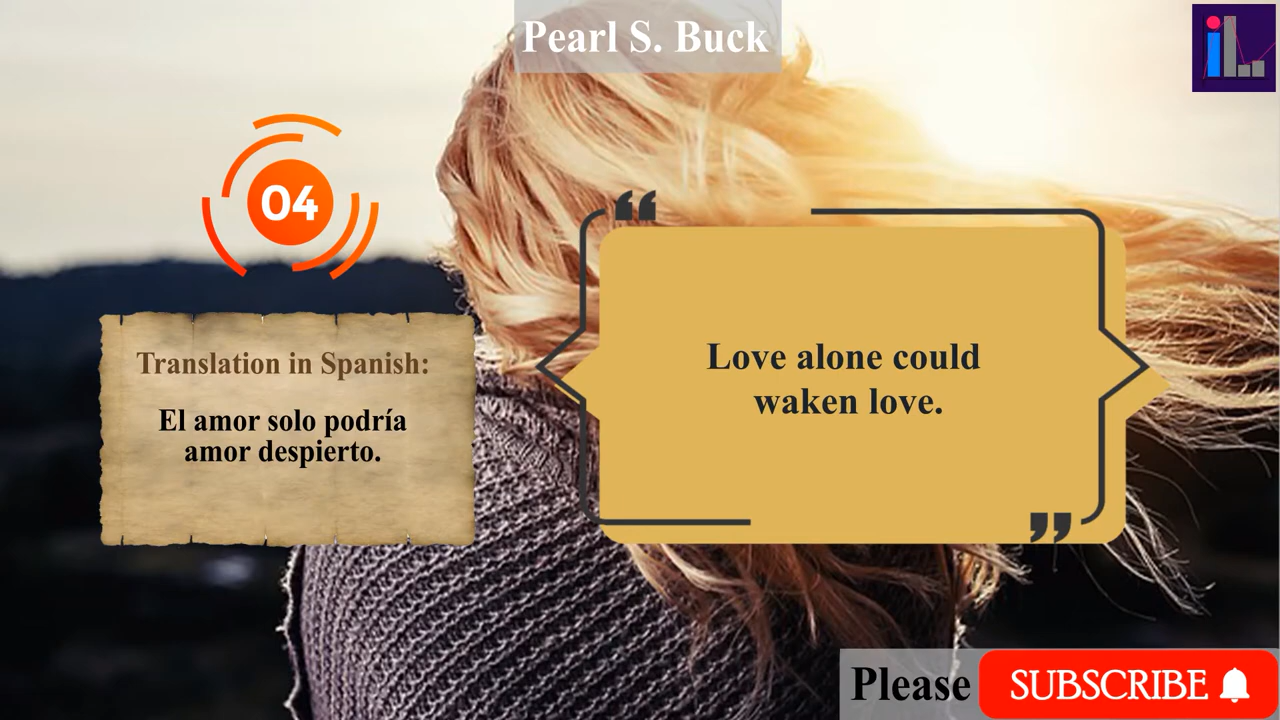 Pearl S. Buck
04
Translation in Spanish:
El amor solo podría
amor despierto.
“
Love alone could
waken love.
”
Please SUBSCRIBE